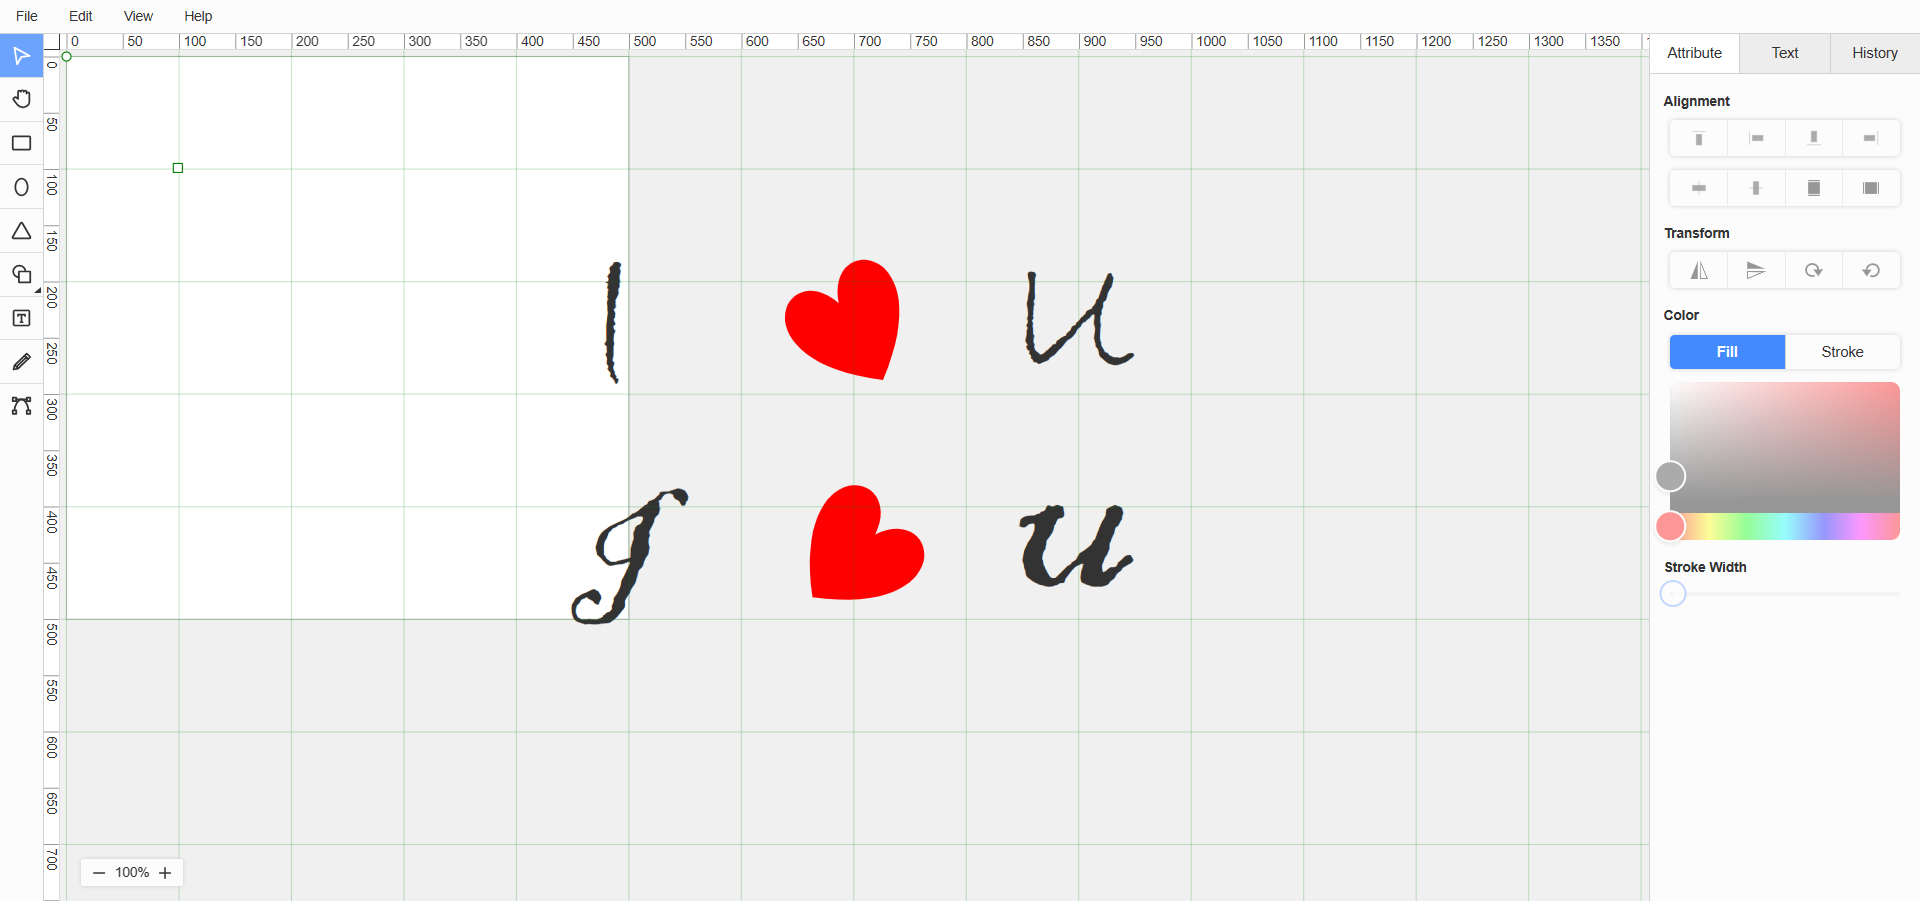 File Edit View Help
0 50 100 150 200 250 300 350 400 450 500 550 600 650 700 750 800 850 900 950 1000 1050 1100 1150 1200 1250 1300 1350
Attribute Text History
0
50
100
150
200
250
300
350
400
450
500
550
600
650
700
Alignment
Transform
Color
Fill Stroke
Stroke Width
I ♥ u
g ♥ u
100%